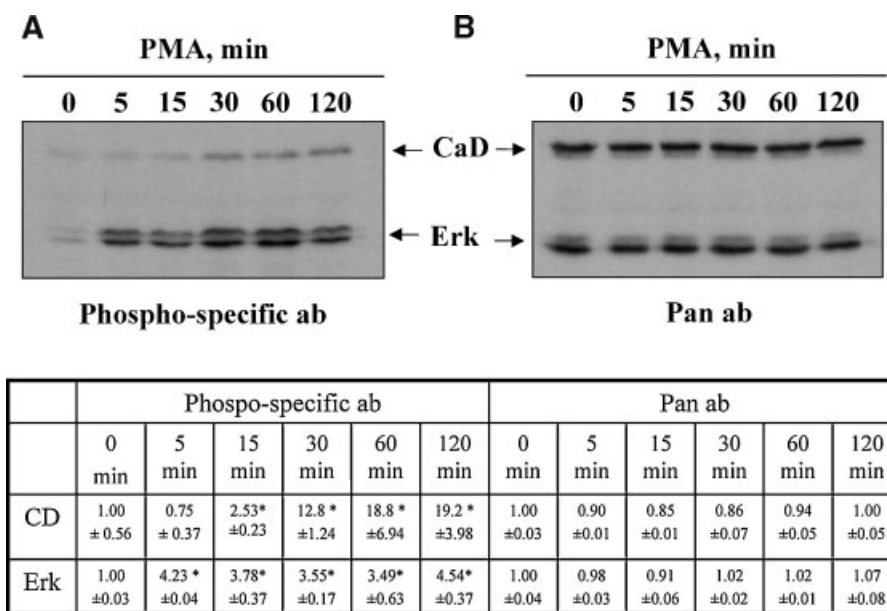 A
B
PMA, min
PMA, min
0 5 15 30 60 120
0 5 15 30 60 120
CaD
Erk
Phospho-specific ab
Pan ab
Phospo-specific ab Pan ab
0 min 5 min 15 min 30 min 60 min 120 min 0 min 5 min 15 min 30 min 60 min 120 min
CD 1.00 ± 0.56 0.75 ± 0.37 2.53* ±0.23 12.8 * ±1.24 18.8 * ±6.94 19.2 * ±3.98 1.00 ±0.03 0.90 ±0.01 0.85 ±0.01 0.86 ±0.07 0.94 ±0.05 1.00 ±0.05
Erk 1.00 ±0.03 4.23 * ±0.04 3.78* ±0.37 3.55* ±0.17 3.49* ±0.63 4.54* ±0.37 1.00 ±0.04 0.98 ±0.03 0.91 ±0.06 1.02 ±0.02 1.02 ±0.01 1.07 ±0.08